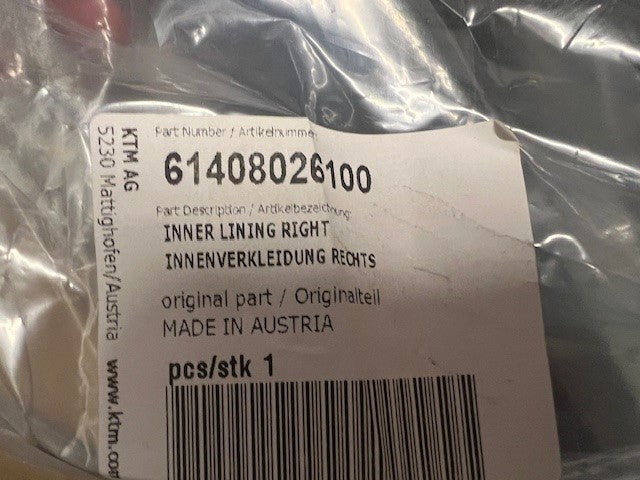 KTM AG
5230 Mattighofen/Austria www.ktm.com
Part Number / Artikelnumme
61408026100
Part Description / Artikelbezeichnung
INNER LINING RIGHT
INNENVERKLEIDUNG RECHTS
original part / Originalteil
MADE IN AUSTRIA
pcs/stk 1